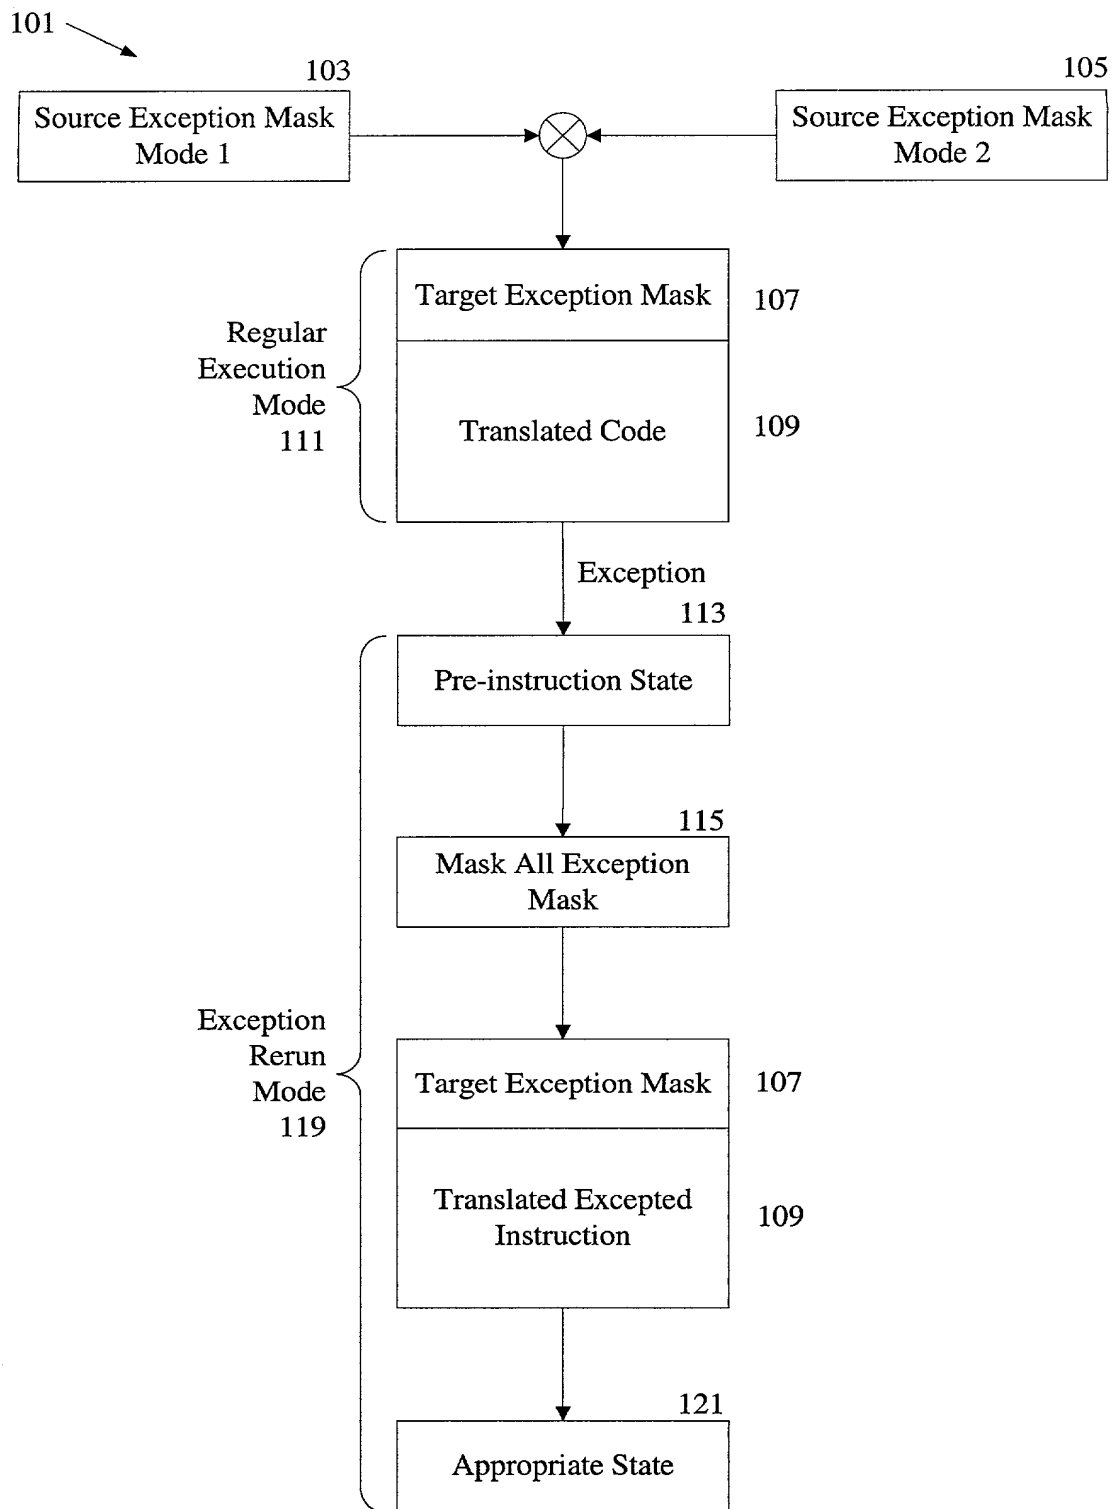 101
103
105
Source Exception Mask
Mode 1
Source Exception Mask
Mode 2
Target Exception Mask
107
Regular
Execution
Mode
111
Translated Code
109
Exception
113
Pre-instruction State
115
Mask All Exception
Mask
Exception
Rerun
Mode
119
Target Exception Mask
107
Translated Excepted
Instruction
109
121
Appropriate State